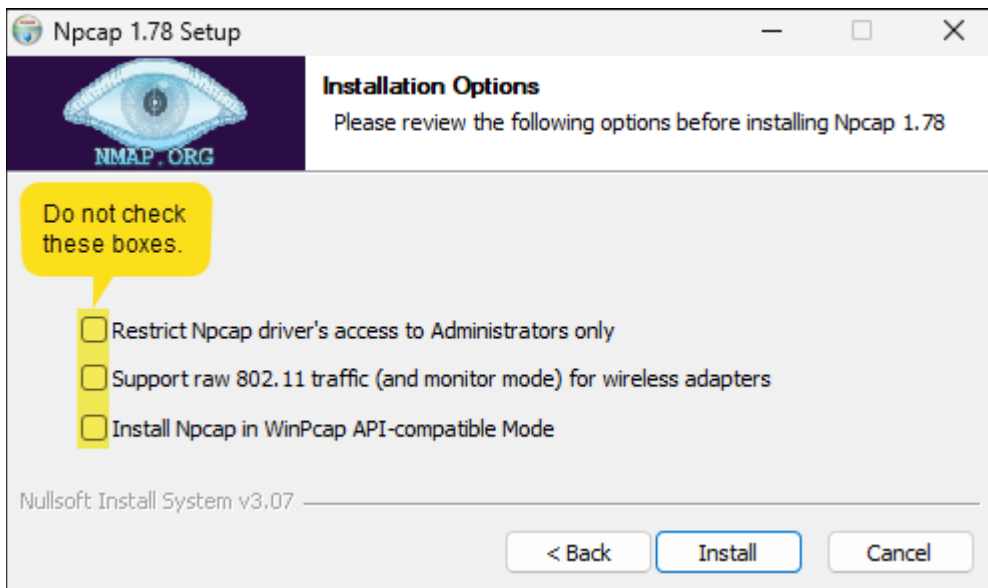 Npcap 1.78 Setup
NMAP.ORG
Installation Options
Please review the following options before installing Npcap 1.78
Do not check
these boxes.
Restrict Npcap driver's access to Administrators only
Support raw 802.11 traffic (and monitor mode) for wireless adapters
Install Npcap in WinPcap API-compatible Mode
Nullsoft Install System v3.07
< Back
Install
Cancel